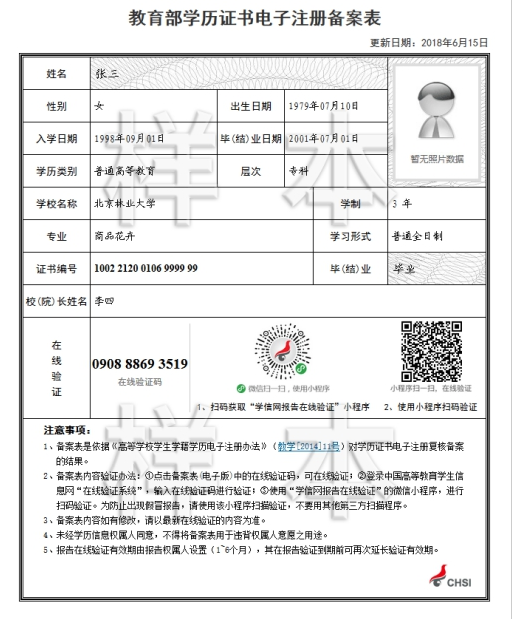 教育部学历证书电子注册备案表
更新日期：2018年6月15日
姓名 张三
性别 女 出生日期 1979年07月10日
入学日期 1998年09月01日 毕(结)业日期 2001年07月01日
学历类别 普通高等教育 层次 专科
暂无照片数据
学校名称 北京林业大学 学制 3 年
专业 商品花卉 学习形式 普通全日制
证书编号 1002 2120 0106 9999 99 毕(结)业 毕业
校(院)长姓名 李四
样本
在线验证
0908 8869 3519
在线验证码
微信扫一扫，使用小程序
小程序扫一扫，在线验证
1、扫码获取“学信网报告在线验证”小程序 2、使用小程序扫码验证
注意事项：
1、备案表是依据《高等学校学生学籍学历电子注册办法》（教学[2014]11号）对学历证书电子注册复核备案
的结果。
2、备案表内容验证办法：①点击备案表(电子版)中的在线验证码，可在线验证；②登录中国高等教育学生信
息网“在线验证系统”，输入在线验证码进行验证；③使用“学信网报告在线验证”的微信小程序，进行
扫码验证。为防止出现假冒报告，请使用该小程序扫描验证，不要用其他第三方扫描程序。
3、备案表内容如有修改，请以最新在线验证的内容为准。
4、未经学历信息权属人同意，不得将备案表用于违背权属人意愿之用途。
5、报告在线验证有效期由报告权属人设置（1~6个月），其在报告验证到期前可再次延长验证有效期。
样本
CHSI